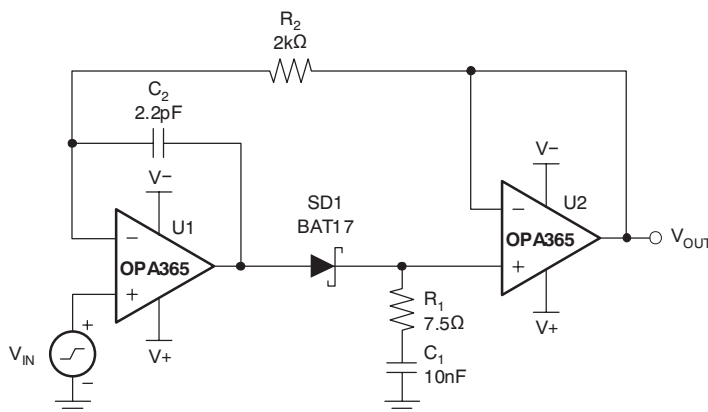 R2
2kΩ
C2
2.2pF
V−
U1
−
OPA365
+
V+
VIN
+
−
SD1
BAT17
R1
7.5Ω
C1
10nF
V−
U2
−
OPA365
+
V+
VOUT